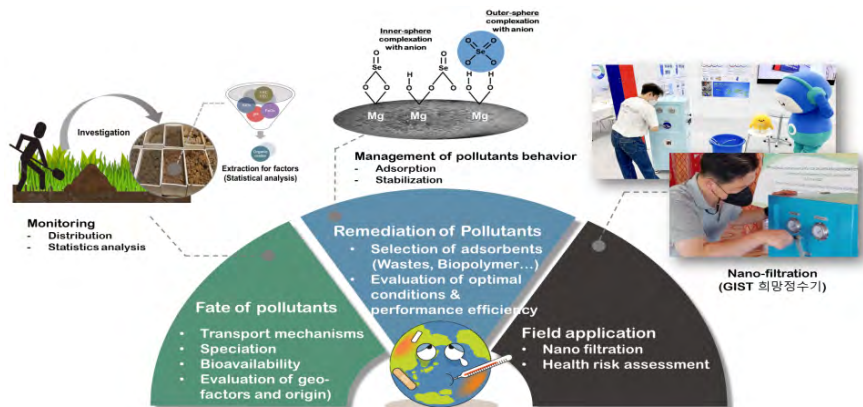 Inner-sphere
complexation
with anion
Outer-sphere
complexation
with anion
O
Se
O
O
H
O
O
Se
O
O
O
Se
O
O
H
O
H
O
Mg
Mg
Mg
Investigation
pH
Extraction for factors
(Statistical analysis)
Monitoring
- Distribution
- Statistics analysis
Management of pollutants behavior
- Adsorption
- Stabilization
Nano-filtration
(GIST 희망정수기)
Remediation of Pollutants
• Selection of adsorbents
(Wastes, Biopolymer…)
• Evaluation of optimal
conditions &
performance efficiency
Fate of pollutants
• Transport mechanisms
• Speciation
• Bioavailability
• Evaluation of geo-
factors and origin)
Field application
• Nano filtration
• Health risk assessment